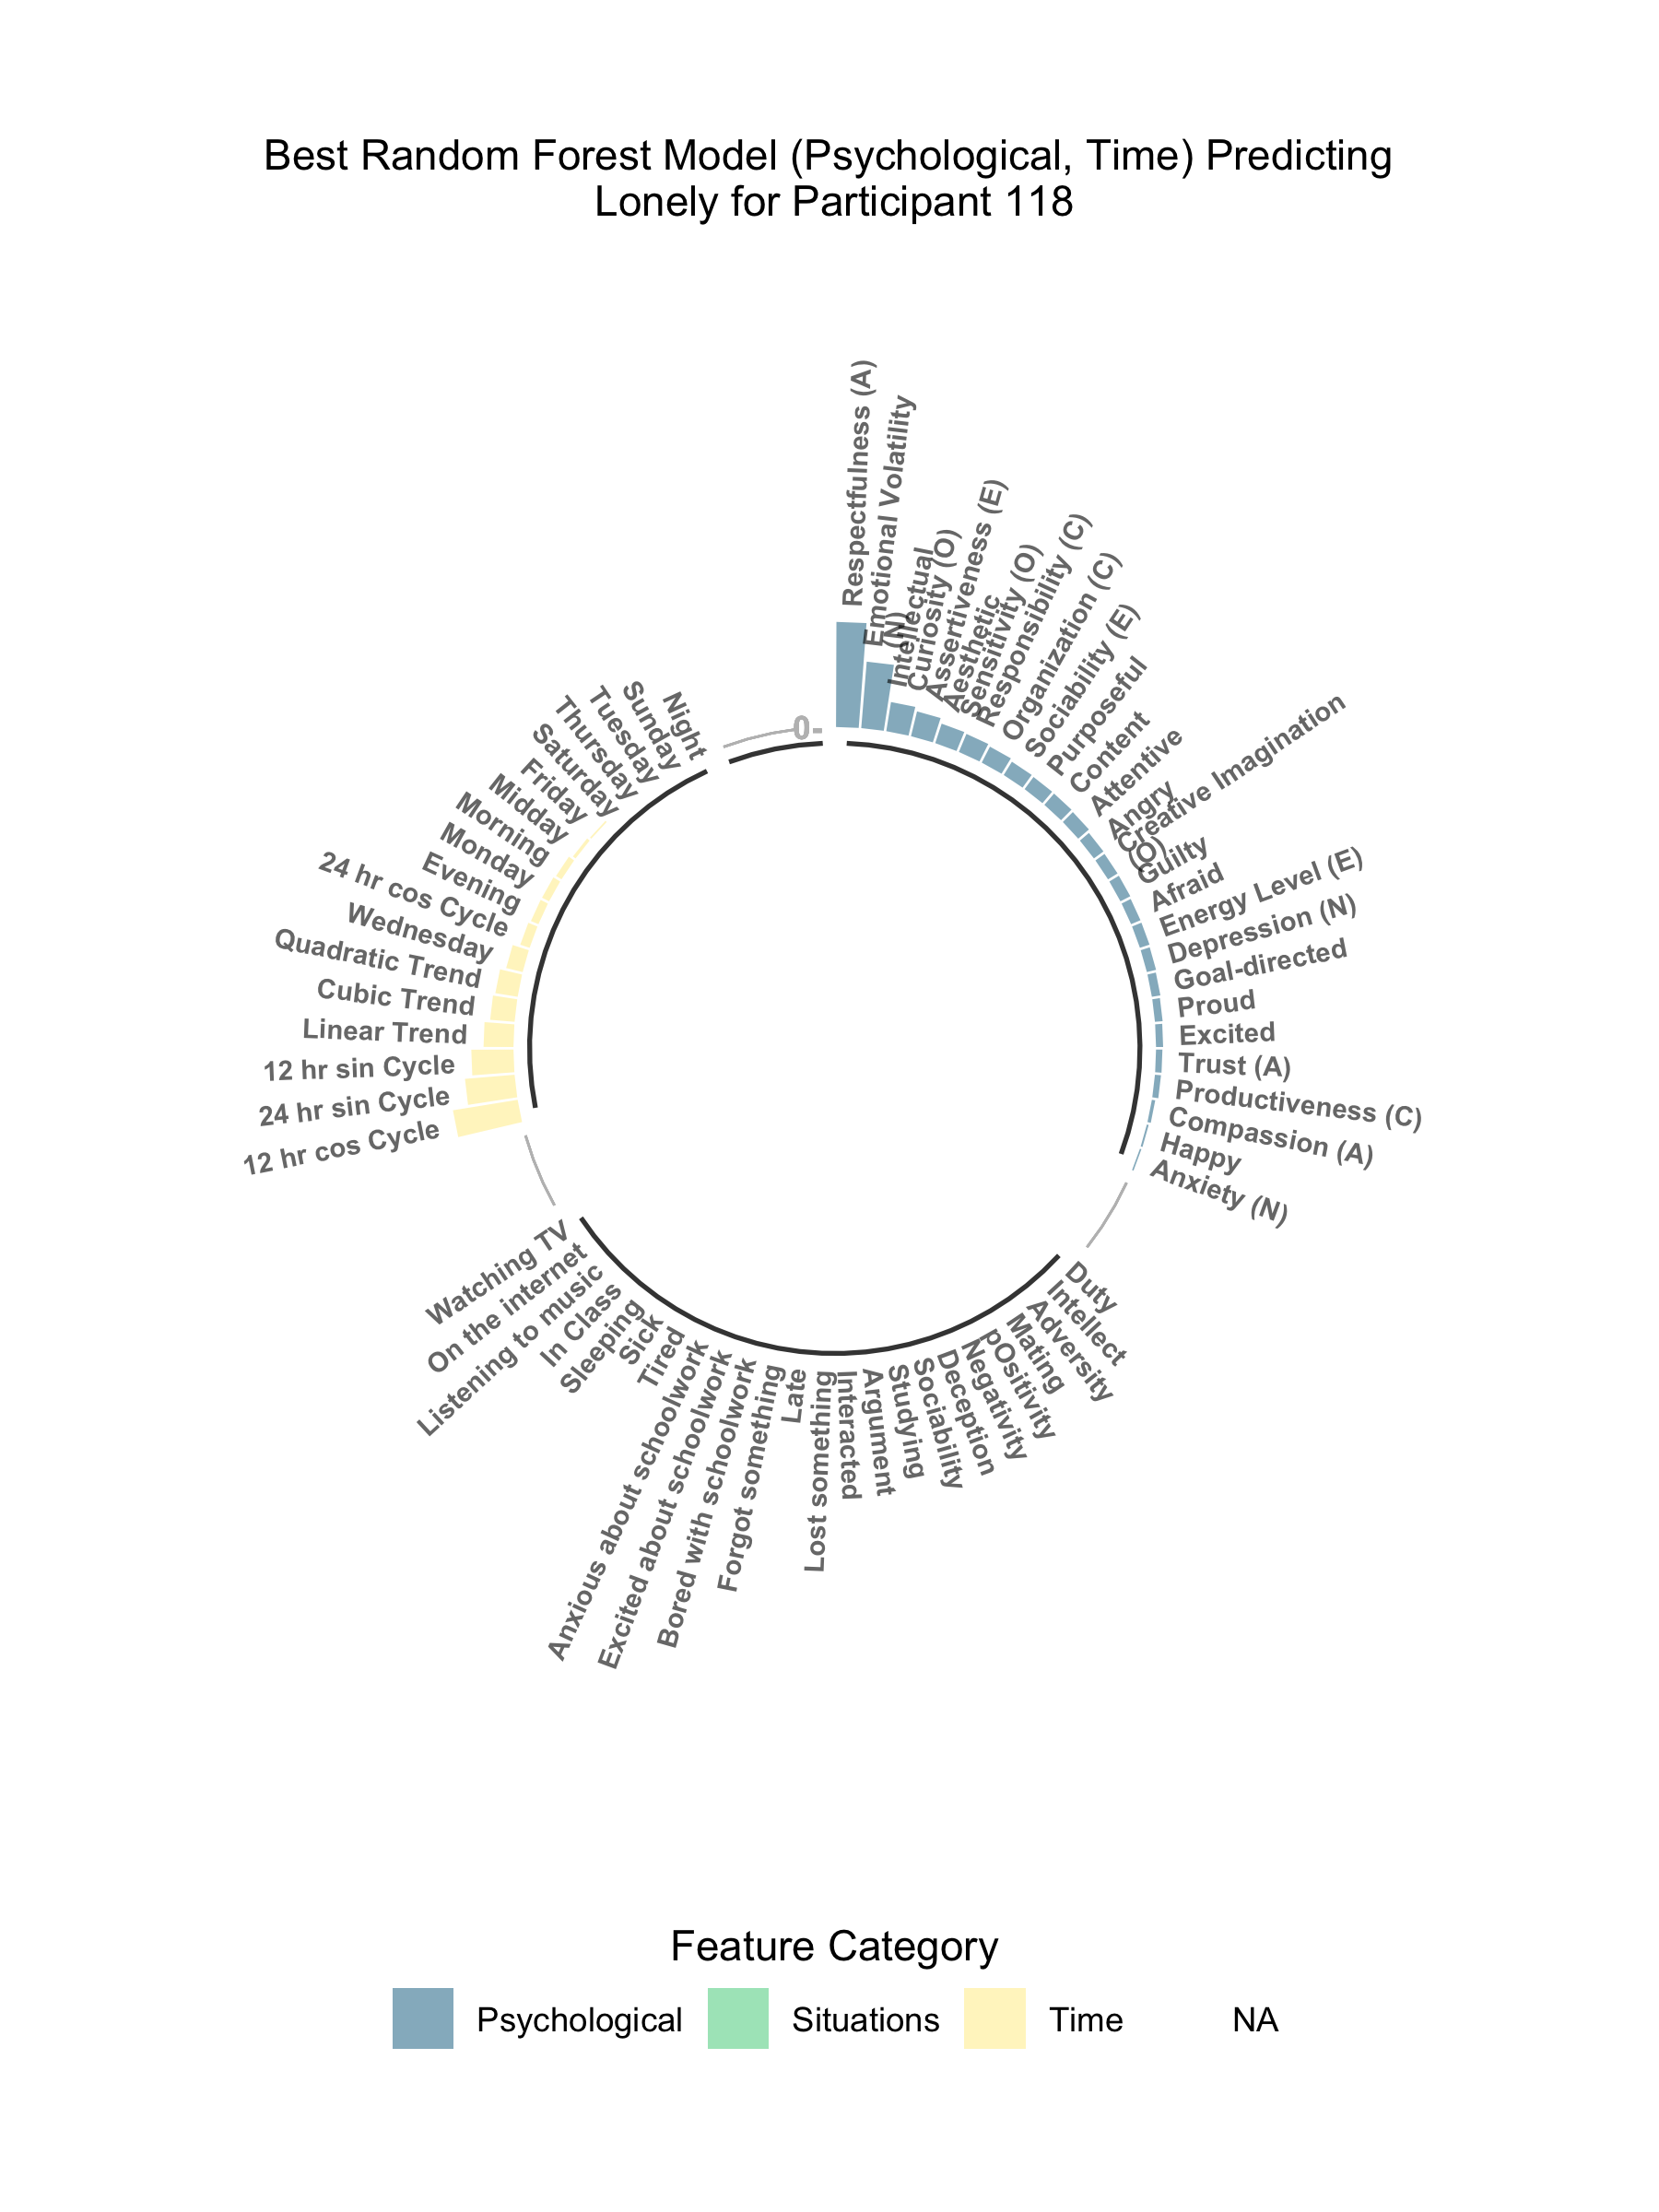 Best Random Forest Model (Psychological, Time) Predicting
Lonely for Participant 118
0-
Respectfulness (A)
Emotional Volatility
(N)
Intellectual
Curiosity (O)
Assertiveness (E)
Aesthetic
Sensitivity (O)
Responsibility (C)
Organization (C)
Sociability (E)
Purposeful
Content
Attentive
Angry
Creative Imagination
(O)
Guilty
Afraid
Energy Level (E)
Depression (N)
Goal-directed
Proud
Excited
Trust (A)
Productiveness (C)
Compassion (A)
Happy
Anxiety (N)
Duty
Intellect
Adversity
Mating
pOsitivity
Negativity
Deception
Sociability
Studying
Argument
Interacted
Lost something
Late
Forgot something
Bored with schoolwork
Excited about schoolwork
Anxious about schoolwork
Tired
Sick
Sleeping
In Class
Listening to music
On the internet
Watching TV
12 hr cos Cycle
24 hr sin Cycle
12 hr sin Cycle
Linear Trend
Cubic Trend
Quadratic Trend
Wednesday
24 hr cos Cycle
Evening
Monday
Morning
Midday
Friday
Saturday
Thursday
Tuesday
Sunday
Night
Feature Category
Psychological
Situations
Time
NA